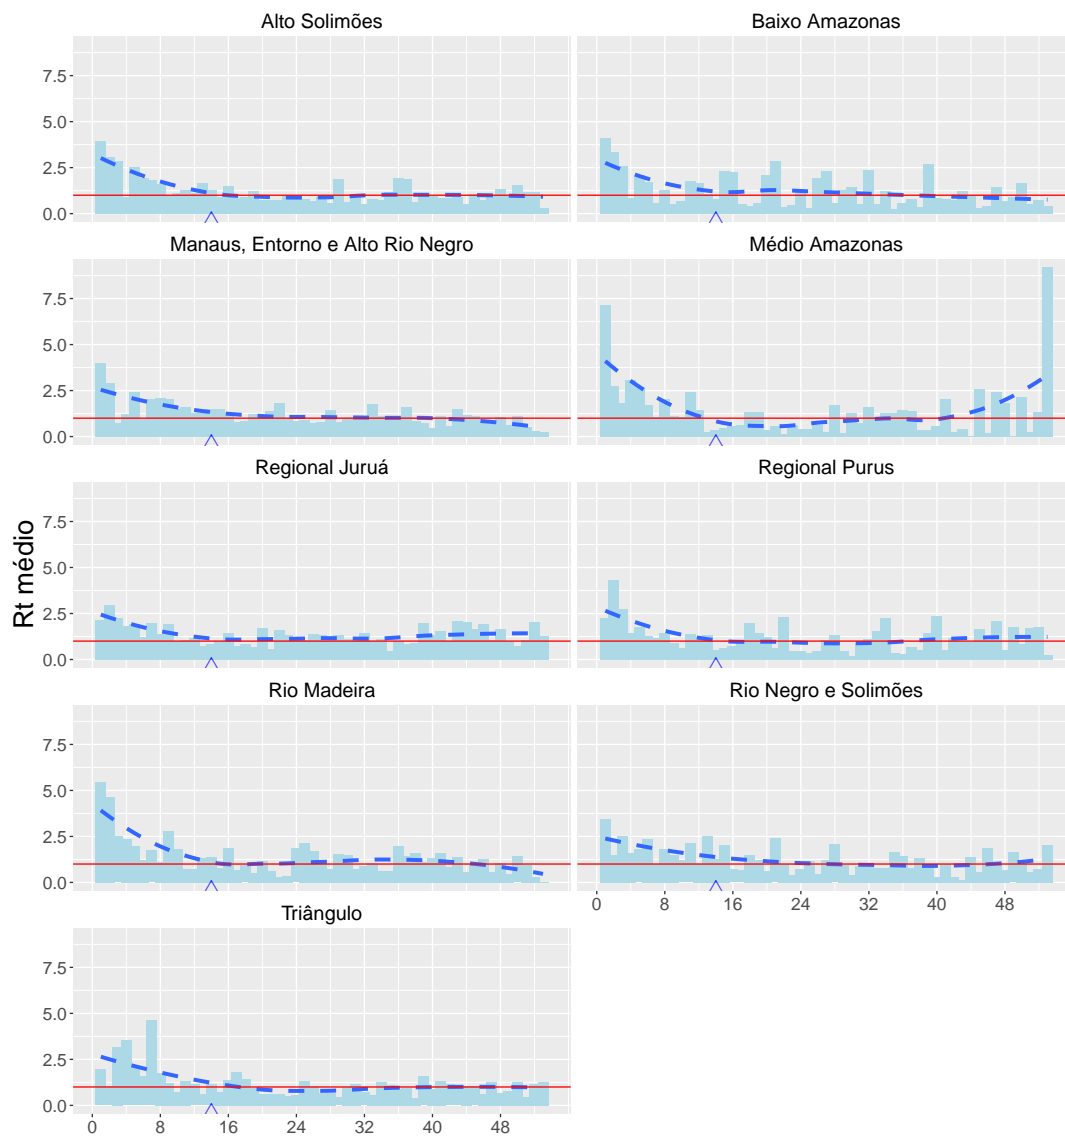 Alto Solimões
Baixo Amazonas
7.5
5.0
2.5
0.0
Manaus, Entorno e Alto Rio Negro
Médio Amazonas
7.5
5.0
2.5
0.0
Regional Juruá
Regional Purus
7.5
5.0
2.5
0.0
Rt médio
Rio Madeira
Rio Negro e Solimões
7.5
5.0
2.5
0.0
0 8 16 24 32 40 48
Triângulo
7.5
5.0
2.5
0.0
0 8 16 24 32 40 48